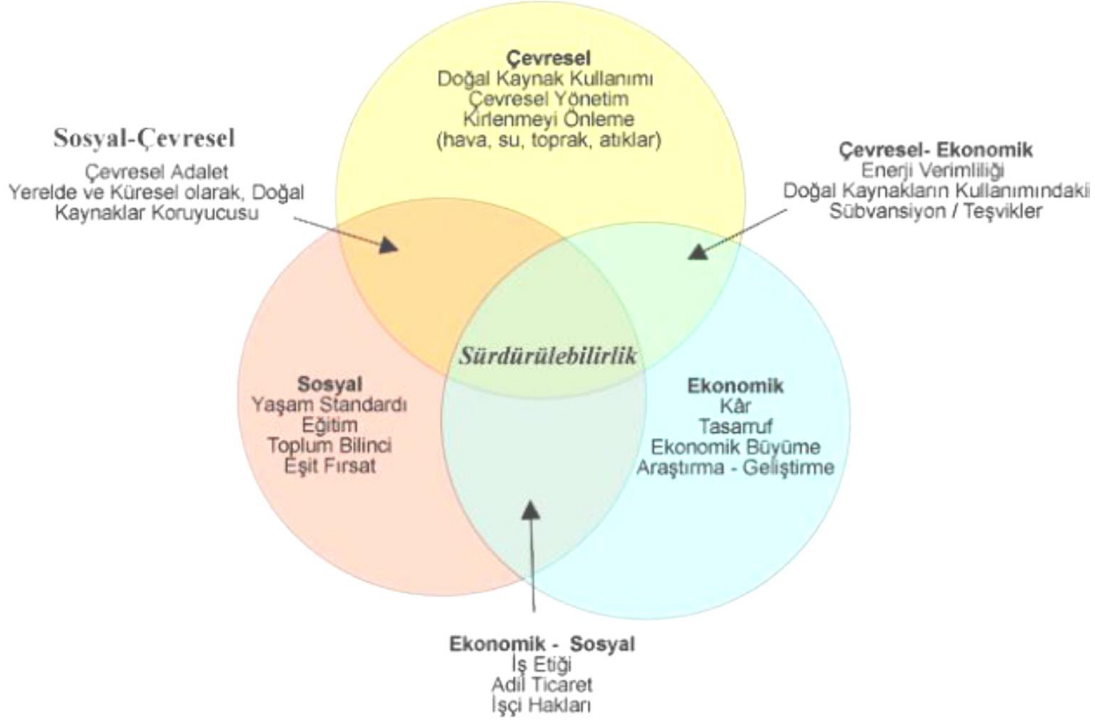 Çevresel
Doğal Kaynak Kullanımı
Çevresel Yönetim
Kirlenmeyi Önleme
(hava, su, toprak, atıklar)
Sosyal-Çevresel
Çevresel Adalet
Yerelde ve Küresel olarak, Doğal
Kaynaklar Koruyucusu
Çevresel- Ekonomik
Enerji Verimliliği
Doğal Kaynakların Kullanımındaki
Sübvansiyon / Teşvikler
Sürdürülebilirlik
Sosyal
Yaşam Standardı
Eğitim
Toplum Bilinci
Eşit Fırsat
Ekonomik
Kâr
Tasarruf
Ekonomik Büyüme
Araştırma - Geliştirme
Ekonomik - Sosyal
İş Etiği
Adil Ticaret
İşçi Hakları